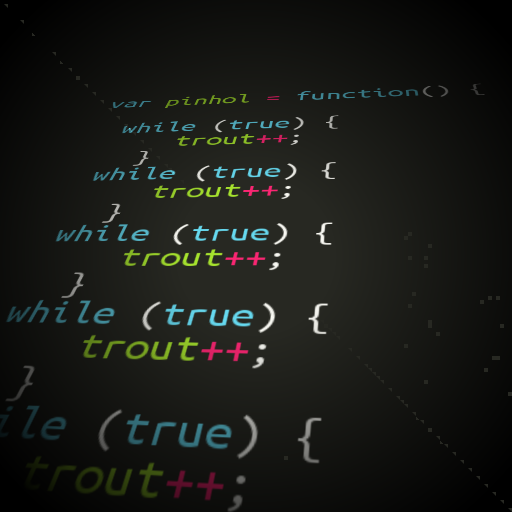 var pinhol = function() {
while (true) {
trout++;
}
while (true) {
trout++;
}
while (true) {
trout++;
}
while (true) {
trout++;
}
ile (true) {
trout++;